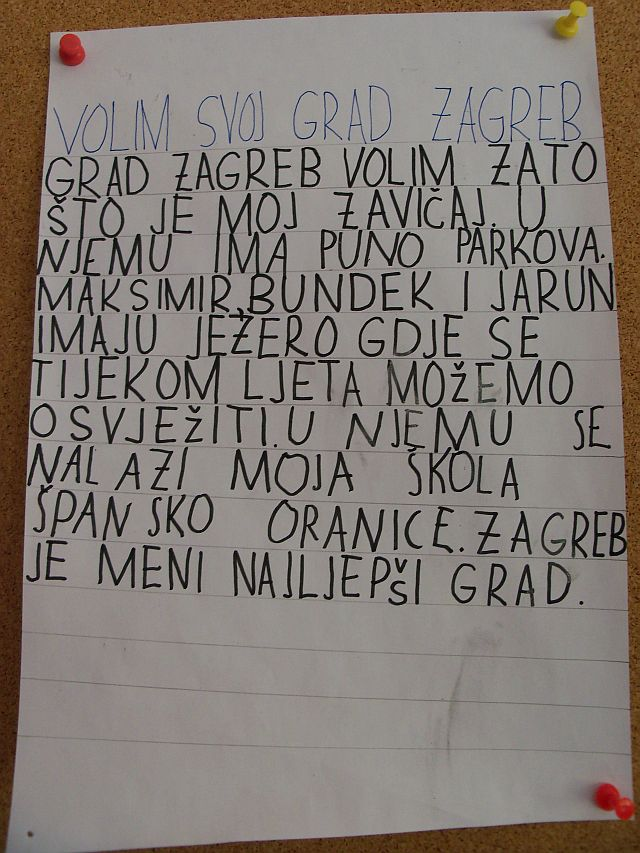 VOLIM SVOJ GRAD ZAGREB
GRAD ZAGREB VOLIM ZATO
ŠTO JE MOJ ZAVIČAJ. U
NJEMU IMA PUNO PARKOVA.
MAKSIMIR, BUNDEK I JARUN
IMAJU JEZERO GDJE SE
TIJEKOM LJETA MOŽEMO
OSVJEŽITI. U NJEMU SE
NALAZI MOJA ŠKOLA
ŠPANSKO ORANICE. ZAGREB
JE MENI NAJLJEPŠI GRAD.